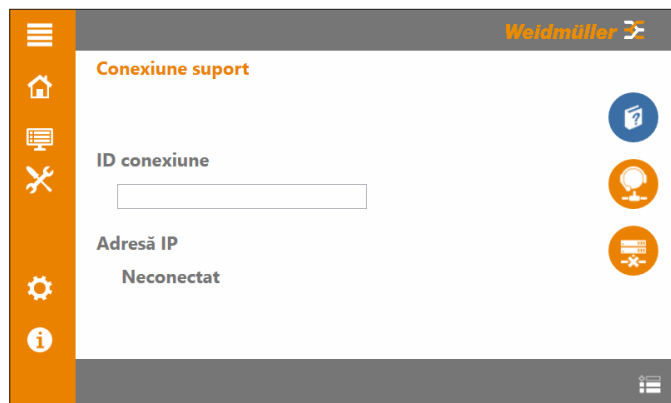 Weidmüller
Conexiune suport
ID conexiune
Adresă IP
Neconectat